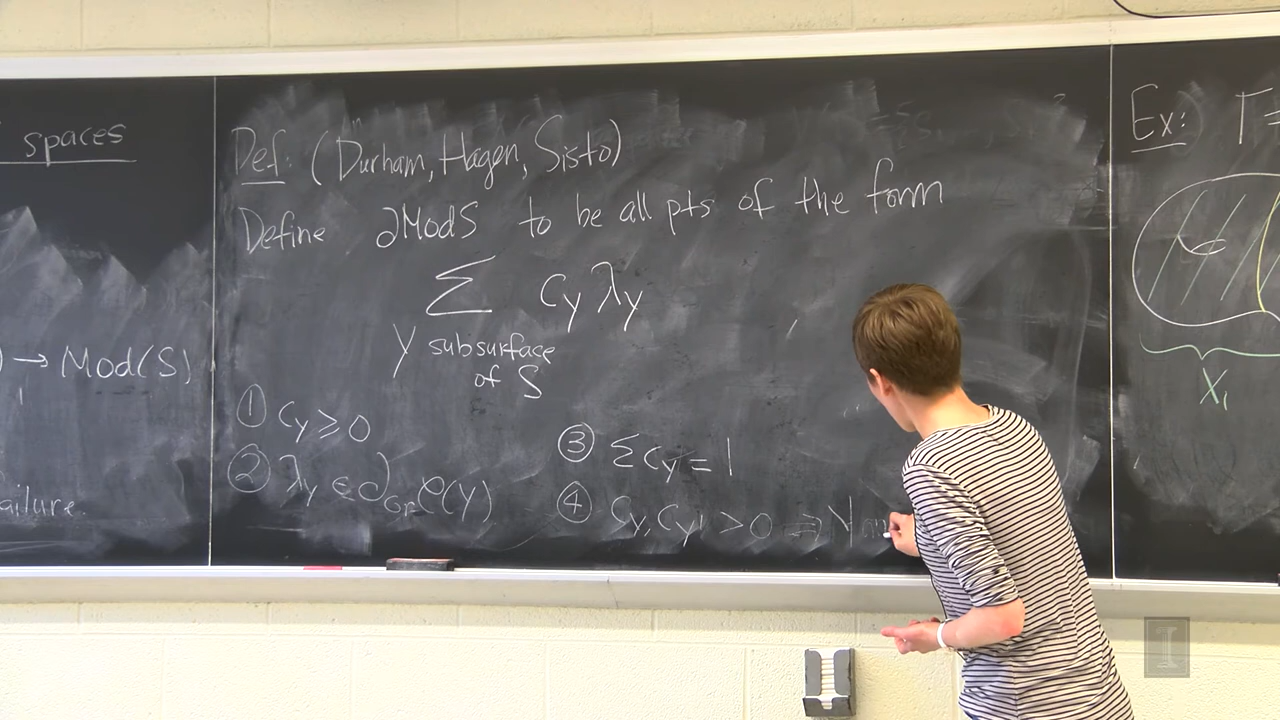 spaces
→ Mod(S)
ailure.
Def: (Durham, Hagen, Sisto)
Define ∂ModS to be all pts of the form
Σ c_Y λ_Y
Y subsurface
of S
① c_Y ⩾ 0
② λ_Y ∈ ∂_Gr C(Y)
③ Σ c_Y = 1
④ C_Y, C_Y' > 0 ⇒ Y
Ex: Γ =
X_1